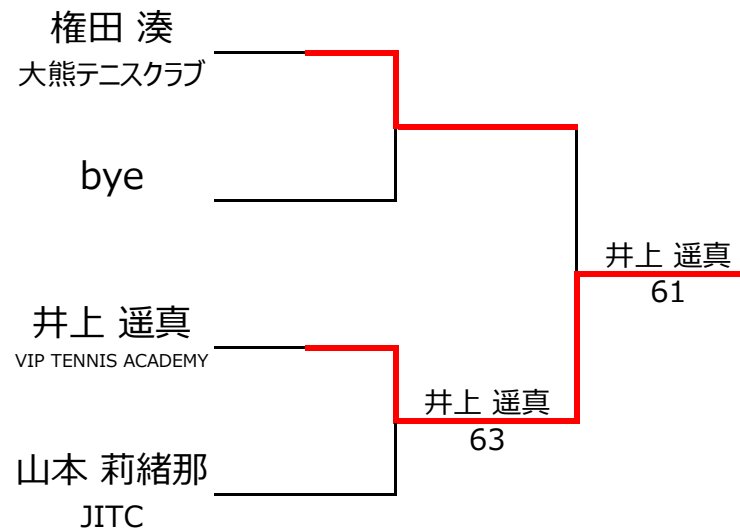 権田 湊
大熊テニスクラブ
bye
井上 遥真
61
井上 遥真
VIP TENNIS ACADEMY
井上 遥真
63
山本 莉緒那
JITC